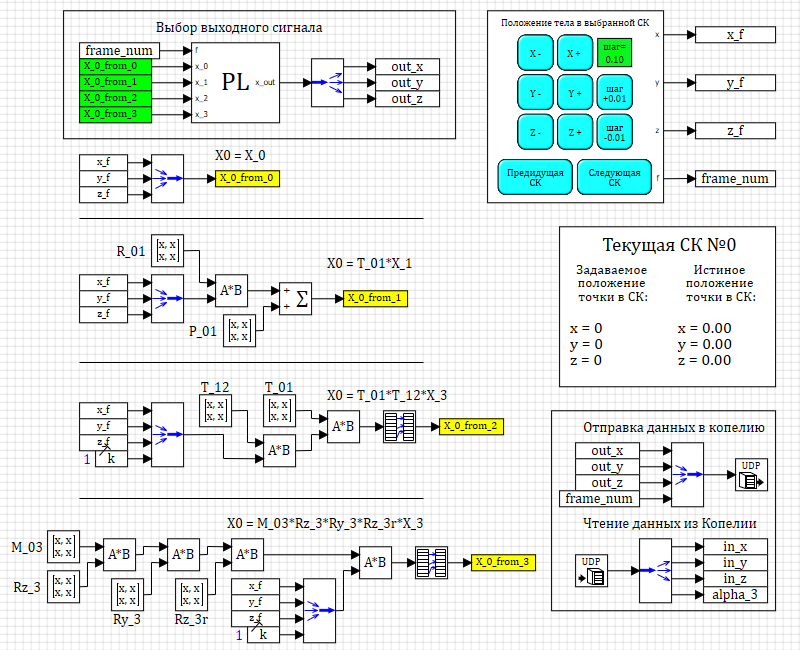 Выбор выходного сигнала
frame_num
X_0_from_0
X_0_from_1
X_0_from_2
X_0_from_3
f
x_0
x_1
x_2
x_3
PL
x_out
out_x
out_y
out_z
Положение тела в выбранной СК
X -
X +
шаг=
0.10
Y -
Y +
шаг
+0.01
Z -
Z +
шаг
-0.01
Предидущая
СК
Следующая
СК
x
y
z
f
x_f
y_f
z_f
frame_num
X0 = X_0
x_f
y_f
z_f
X_0_from_0
R_01
[x, x]
[x, x]
X0 = T_01*X_1
x_f
y_f
z_f
A*B
+
+
Σ
X_0_from_1
P_01
[x, x]
[x, x]
Текущая СК №0
Задаваемое
положение
точки в СК:
Истиное
положение
точки в СК:
x = 0
y = 0
z = 0
x = 0.00
y = 0.00
z = 0.00
T_12
[x, x]
[x, x]
T_01
[x, x]
[x, x]
X0 = T_01*T_12*X_3
x_f
y_f
z_f
1
k
A*B
A*B
X_0_from_2
Отправка данных в копелию
out_x
out_y
out_z
frame_num
UDP
Чтение данных из Копелии
UDP
in_x
in_y
in_z
alpha_3
X0 = M_03*Rz_3*Ry_3*Rz_3r*X_3
M_03
[x, x]
[x, x]
Rz_3
[x, x]
[x, x]
A*B
A*B
A*B
A*B
X_0_from_3
[x, x]
[x, x]
Ry_3
[x, x]
[x, x]
Rz_3r
x_f
y_f
z_f
1
k